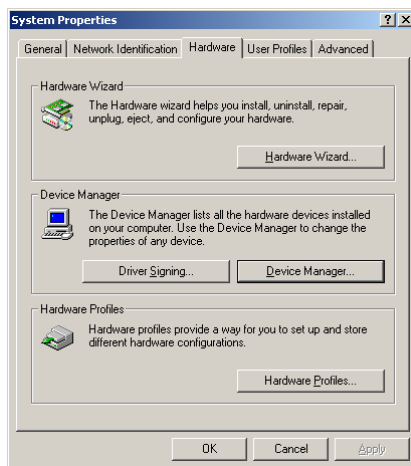 System Properties
General Network Identification Hardware User Profiles Advanced
Hardware Wizard
The Hardware wizard helps you install, uninstall, repair,
unplug, eject, and configure your hardware.
Hardware Wizard...
Device Manager
The Device Manager lists all the hardware devices installed
on your computer. Use the Device Manager to change the
properties of any device.
Driver Signing... Device Manager...
Hardware Profiles
Hardware profiles provide a way for you to set up and store
different hardware configurations.
Hardware Profiles...
OK Cancel Apply